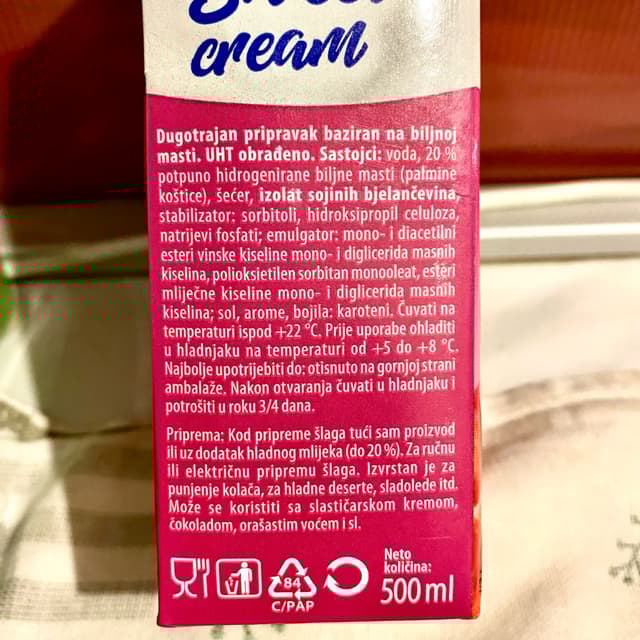 cream
Dugotrajan pripravak baziran na biljnoj
masti. UHT obrađeno. Sastojci: voda, 20 %
potpuno hidrogenirane biljne masti (palmine
koštice), šećer, izolat sojinih bjelančevina,
stabilizator: sorbitoli, hidroksipropil celuloza,
natrijevi fosfati; emulgator: mono- i diacetilni
esteri vinske kiseline mono- i diglicerida masnih
kiselina, polioksietilen sorbitan monooleat, esteri
mliječne kiseline mono- i diglicerida masnih
kiselina; sol, arome, bojila: karoteni. Čuvati na
temperaturi ispod +22 °C. Prije uporabe ohladiti
u hladnjaku na temperaturi od +5 do +8 °C.
Najbolje upotrijebiti do: otisnuto na gornjoj strani
ambalaže. Nakon otvaranja čuvati u hladnjaku i
potrošiti u roku 3/4 dana.
Priprema: Kod pripreme šlaga tući sam proizvod
ili uz dodatak hladnog mlijeka (do 20%). Za ručnu
ili električnu pripremu šlaga. Izvrstan je za
punjenje kolača, za hladne deserte, sladolede itd.
Može se koristiti sa slastičarskom kremom,
čokoladom, orašastim voćem i sl.
84
C/PAP
Neto
količina:
500 ml